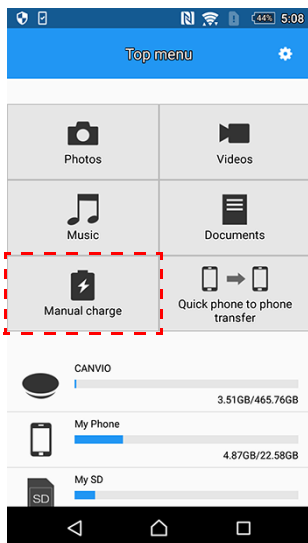 44% 5:08
Top menu
Photos
Videos
Music
Documents
Manual charge
Quick phone to phone
transfer
CANVIO
3.51GB/465.76GB
My Phone
4.87GB/22.58GB
My SD
SD